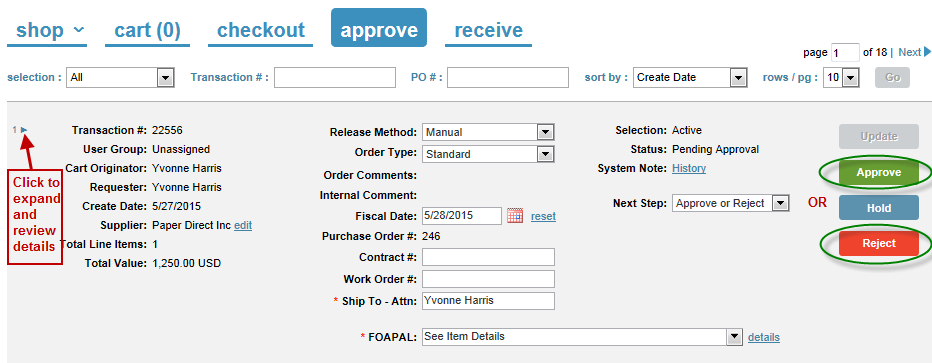 shop cart (0) checkout approve receive
page 1 of 18 | Next
selection : All Transaction # : PO # : sort by : Create Date rows / pg : 10 Go
1 Transaction #: 22556
User Group: Unassigned
Cart Originator: Yvonne Harris
Requester: Yvonne Harris
Create Date: 5/27/2015
Supplier: Paper Direct Inc edit
Total Line Items: 1
Total Value: 1,250.00 USD
Click to
expand
and
review
details
Release Method: Manual
Order Type: Standard
Order Comments:
Internal Comment:
Fiscal Date: 5/28/2015 reset
Purchase Order #: 246
Contract #:
Work Order #:
* Ship To - Attn: Yvonne Harris
* FOAPAL: See Item Details details
Selection: Active
Status: Pending Approval
System Note: History
Next Step: Approve or Reject OR
Update
Approve
Hold
Reject